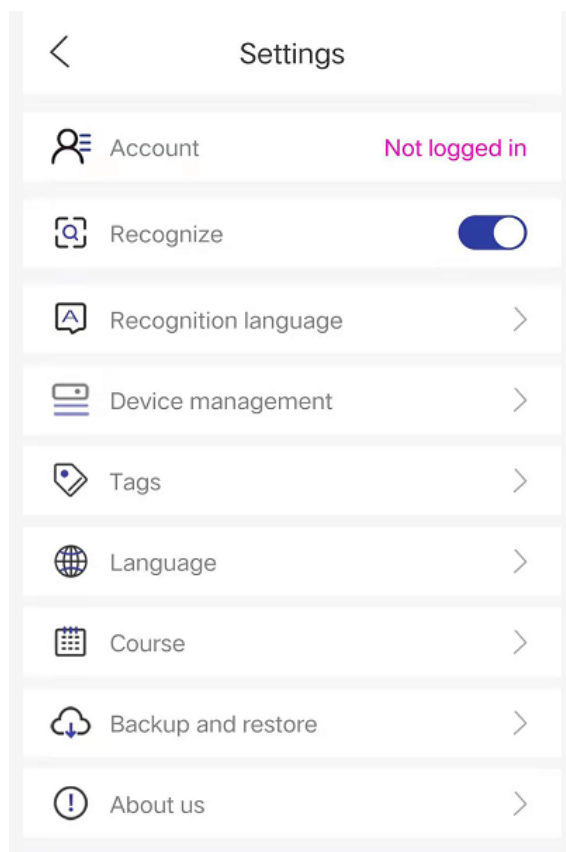 Settings
Account Not logged in
Recognize
Recognition language
Device management
Tags
Language
Course
Backup and restore
About us